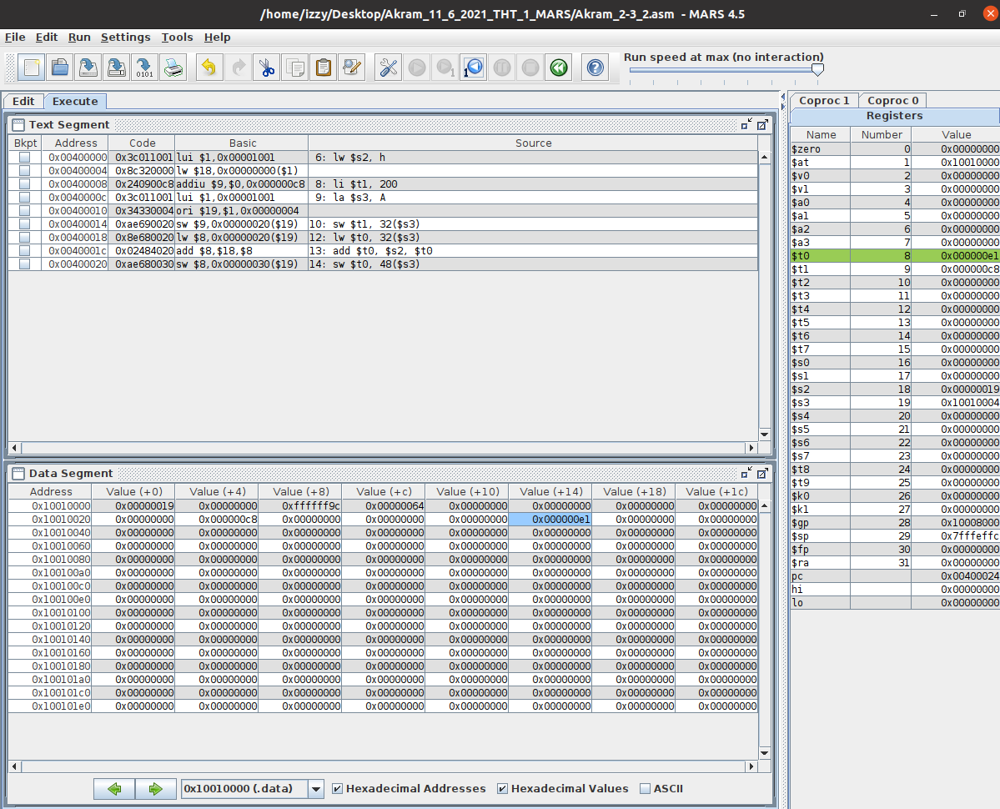 /home/izzy/Desktop/Akram_11_6_2021_THT_1_MARS/Akram_2-3_2.asm - MARS 4.5
File Edit Run Settings Tools Help
Run speed at max (no interaction)
0101 1 1
Edit Execute
Text Segment
Bkpt Address Code Basic Source
0x00400000 0x3c011001 lui $1,0x00001001 6: lw $s2, h
0x00400004 0x8c320000 lw $18,0x00000000($1)
0x00400008 0x240900c8 addiu $9,$0,0x000000c8 8: li $t1, 200
0x0040000c 0x3c011001 lui $1,0x00001001 9: la $s3, A
0x00400010 0x34330004 ori $19,$1,0x00000004
0x00400014 0xae690020 sw $9,0x00000020($19) 10: sw $t1, 32($s3)
0x00400018 0x8e680020 lw $8,0x00000020($19) 12: lw $t0, 32($s3)
0x0040001c 0x02484020 add $8,$18,$8 13: add $t0, $s2, $t0
0x00400020 0xae680030 sw $8,0x00000030($19) 14: sw $t0, 48($s3)
Data Segment
Address Value (+0) Value (+4) Value (+8) Value (+c) Value (+10) Value (+14) Value (+18) Value (+1c)
0x10010000 0x00000019 0x00000000 0xffffff9c 0x00000064 0x00000000 0x00000000 0x00000000 0x00000000
0x10010020 0x00000000 0x000000c8 0x00000000 0x00000000 0x00000000 0x000000e1 0x00000000 0x00000000
0x10010040 0x00000000 0x00000000 0x00000000 0x00000000 0x00000000 0x00000000 0x00000000 0x00000000
0x10010060 0x00000000 0x00000000 0x00000000 0x00000000 0x00000000 0x00000000 0x00000000 0x00000000
0x10010080 0x00000000 0x00000000 0x00000000 0x00000000 0x00000000 0x00000000 0x00000000 0x00000000
0x100100a0 0x00000000 0x00000000 0x00000000 0x00000000 0x00000000 0x00000000 0x00000000 0x00000000
0x100100c0 0x00000000 0x00000000 0x00000000 0x00000000 0x00000000 0x00000000 0x00000000 0x00000000
0x100100e0 0x00000000 0x00000000 0x00000000 0x00000000 0x00000000 0x00000000 0x00000000 0x00000000
0x10010100 0x00000000 0x00000000 0x00000000 0x00000000 0x00000000 0x00000000 0x00000000 0x00000000
0x10010120 0x00000000 0x00000000 0x00000000 0x00000000 0x00000000 0x00000000 0x00000000 0x00000000
0x10010140 0x00000000 0x00000000 0x00000000 0x00000000 0x00000000 0x00000000 0x00000000 0x00000000
0x10010160 0x00000000 0x00000000 0x00000000 0x00000000 0x00000000 0x00000000 0x00000000 0x00000000
0x10010180 0x00000000 0x00000000 0x00000000 0x00000000 0x00000000 0x00000000 0x00000000 0x00000000
0x100101a0 0x00000000 0x00000000 0x00000000 0x00000000 0x00000000 0x00000000 0x00000000 0x00000000
0x100101c0 0x00000000 0x00000000 0x00000000 0x00000000 0x00000000 0x00000000 0x00000000 0x00000000
0x100101e0 0x00000000 0x00000000 0x00000000 0x00000000 0x00000000 0x00000000 0x00000000 0x00000000
0x10010000 (.data) Hexadecimal Addresses Hexadecimal Values ASCII
Coproc 1 Coproc 0
Registers
Name Number Value
$zero 0 0x00000000
$at 1 0x10010000
$v0 2 0x00000000
$v1 3 0x00000000
$a0 4 0x00000000
$a1 5 0x00000000
$a2 6 0x00000000
$a3 7 0x00000000
$t0 8 0x000000e1
$t1 9 0x000000c8
$t2 10 0x00000000
$t3 11 0x00000000
$t4 12 0x00000000
$t5 13 0x00000000
$t6 14 0x00000000
$t7 15 0x00000000
$s0 16 0x00000000
$s1 17 0x00000000
$s2 18 0x00000019
$s3 19 0x10010004
$s4 20 0x00000000
$s5 21 0x00000000
$s6 22 0x00000000
$s7 23 0x00000000
$t8 24 0x00000000
$t9 25 0x00000000
$k0 26 0x00000000
$k1 27 0x00000000
$gp 28 0x10008000
$sp 29 0x7fffeffc
$fp 30 0x00000000
$ra 31 0x00000000
pc 0x00400024
hi 0x00000000
lo 0x00000000